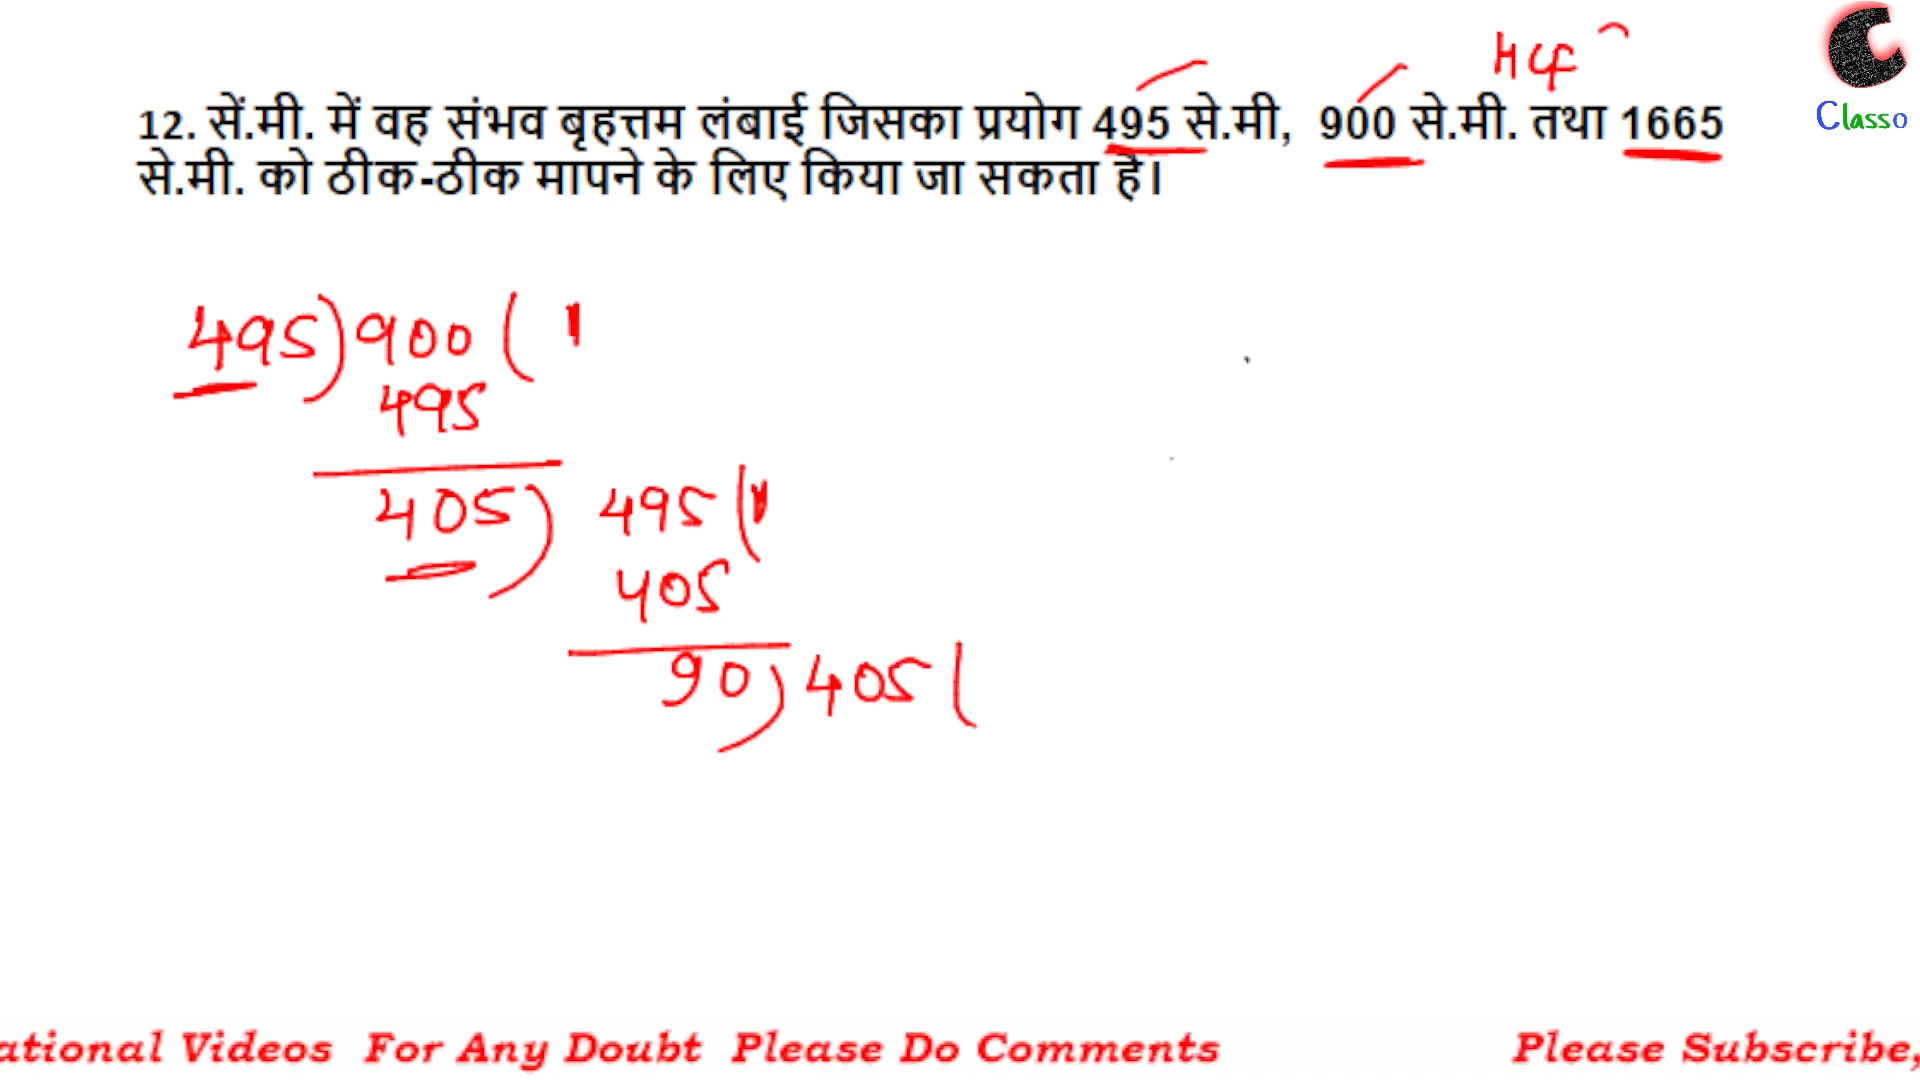 HCF
12. सें.मी. में वह संभव बृहत्तम लंबाई जिसका प्रयोग 495 से.मी, 900 से.मी. तथा 1665
से.मी. को ठीक-ठीक मापने के लिए किया जा सकता है।
Classo
495)900(1
495
405)495(1
405
90)405(
ational Videos For Any Doubt Please Do Comments Please Subscribe,